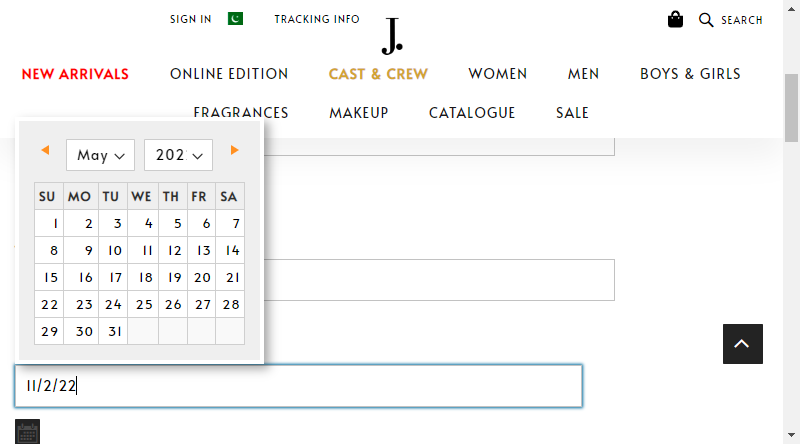 SIGN IN TRACKING INFO J. SEARCH
NEW ARRIVALS ONLINE EDITION CAST & CREW WOMEN MEN BOYS & GIRLS
FRAGRANCES MAKEUP CATALOGUE SALE
May 202
SU MO TU WE TH FR SA
1 2 3 4 5 6 7
8 9 10 11 12 13 14
15 16 17 18 19 20 21
22 23 24 25 26 27 28
29 30 31
11/2/22